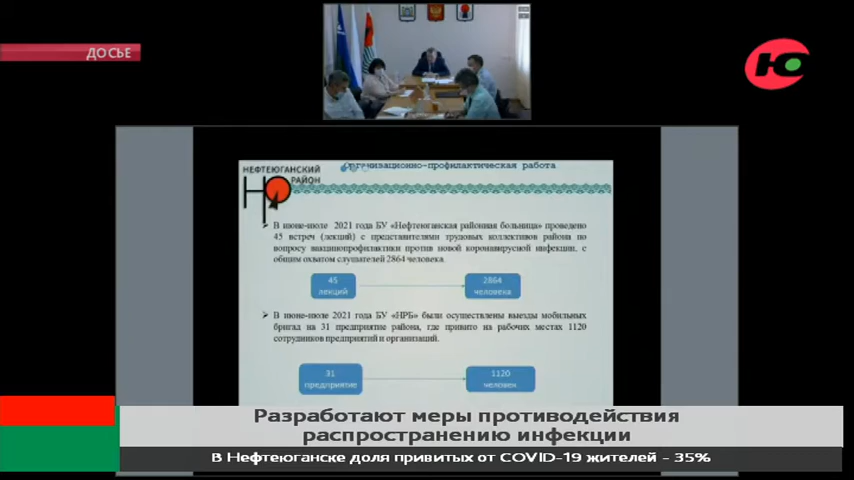 ДОСЬЕ
Ю
НЕФТЕЮГАНСКИЙ
РАЙОН
НР
Организационно-профилактическая работа
В июне-июле 2021 года БУ «Нефтеюганская районная больница» проведено
45 встреч (лекций) с представителями трудовых коллективов района по
вопросу вакцинопрофилактики против новой коронавирусной инфекции, с
общим охватом слушателей 2864 человека.
45
лекций
2864
человека
В июне-июле 2021 года БУ «НРБ» были осуществлены выезды мобильных
бригад на 31 предприятие района, где привито на рабочих местах 1120
сотрудников предприятий и организаций.
31
предприятие
1120
человек
Разработают меры противодействия
распространению инфекции
В Нефтеюганске доля привитых от COVID-19 жителей - 35%